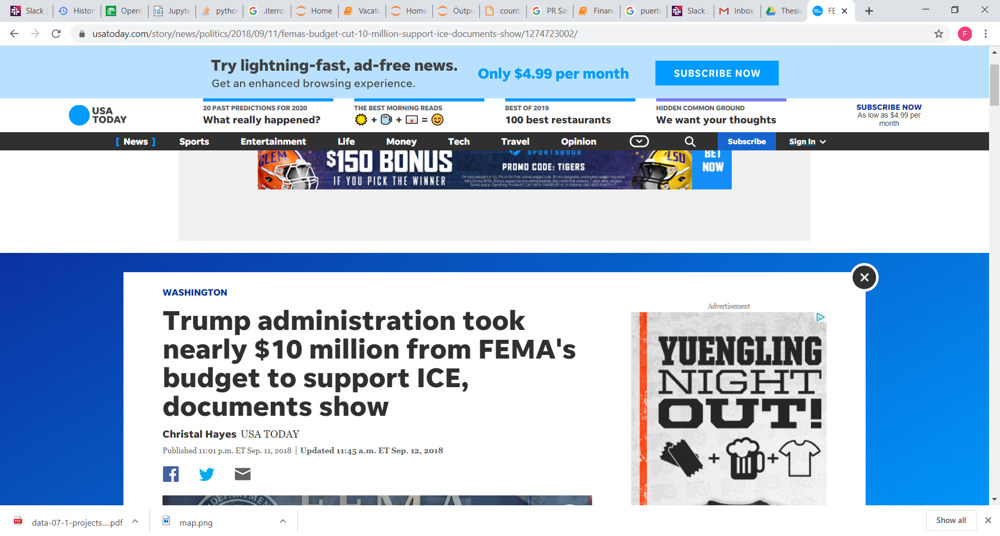 Slack
Histor
Open
Jupyte
pytho
.iterro
Home
Vacati
Home
Outpu
count
PR Sa
Financ
puert
Slack
Inbox
Thesis
FE
usatoday.com/story/news/politics/2018/09/11/femas-budget-cut-10-million-support-ice-documents-show/1274723002/
F
Try lightning-fast, ad-free news.
Get an enhanced browsing experience.
Only $4.99 per month
SUBSCRIBE NOW
USA
TODAY
20 PAST PREDICTIONS FOR 2020
What really happened?
THE BEST MORNING READS
+ + =
BEST OF 2019
100 best restaurants
HIDDEN COMMON GROUND
We want your thoughts
SUBSCRIBE NOW
As low as $4.99 per
month
[ News ] Sports Entertainment Life Money Tech Travel Opinion Subscribe Sign In
CLEM
$150 BONUS
IF YOU PICK THE WINNER
SPORTSBOOK
PROMO CODE: TIGERS
LSU
BET
NOW
WASHINGTON
Trump administration took
nearly $10 million from FEMA's
budget to support ICE,
documents show
Christal Hayes USA TODAY
Published 11:01 p.m. ET Sep. 11, 2018 | Updated 11:45 a.m. ET Sep. 12, 2018
DEPARTMENT
FEMA
Advertisement
YUENGLING
NIGHT
OUT!
+ +
data-07-1-projects....pdf
map.png
Show all